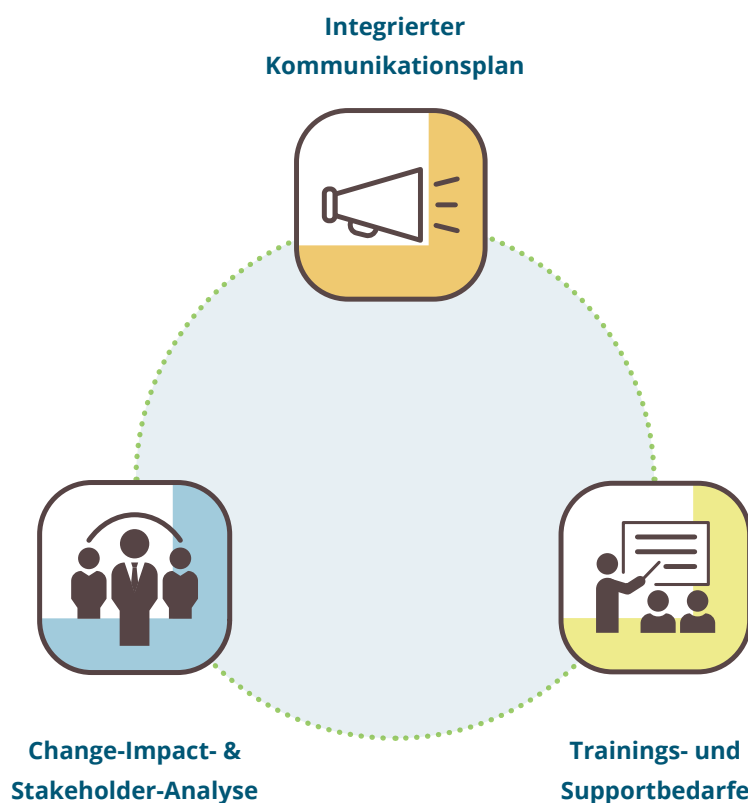 Integrierter
Kommunikationsplan
Change-Impact- &
Stakeholder-Analyse
Trainings- und
Supportbedarfe